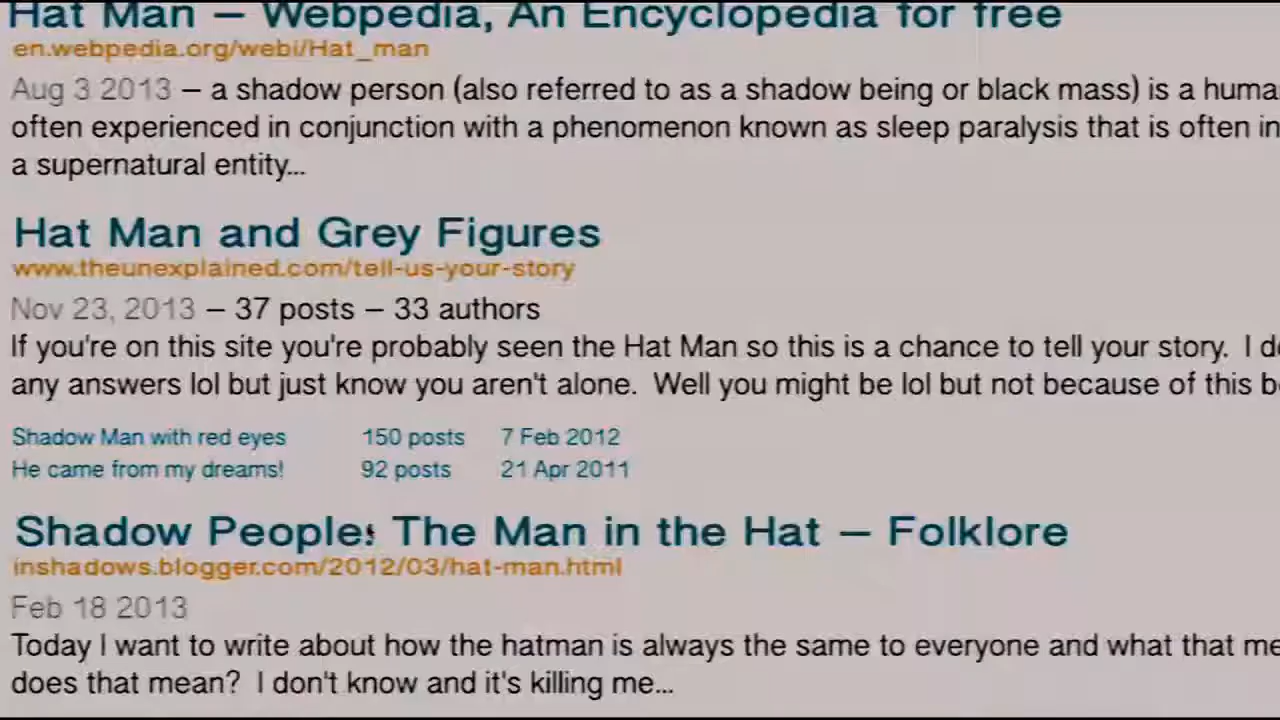 Hat Man – Webpedia, An Encyclopedia for free
en.webpedia.org/webi/Hat_man
Aug 3 2013 – a shadow person (also referred to as a shadow being or black mass) is a huma
often experienced in conjunction with a phenomenon known as sleep paralysis that is often in
a supernatural entity...
Hat Man and Grey Figures
www.theunexplained.com/tell-us-your-story
Nov 23, 2013 – 37 posts – 33 authors
If you're on this site you're probably seen the Hat Man so this is a chance to tell your story. I d
any answers lol but just know you aren't alone. Well you might be lol but not because of this b
Shadow Man with red eyes 150 posts 7 Feb 2012
He came from my dreams! 92 posts 21 Apr 2011
Shadow People: The Man in the Hat – Folklore
inshadows.blogger.com/2012/03/hat-man.html
Feb 18 2013
Today I want to write about how the hatman is always the same to everyone and what that me
does that mean? I don't know and it's killing me...